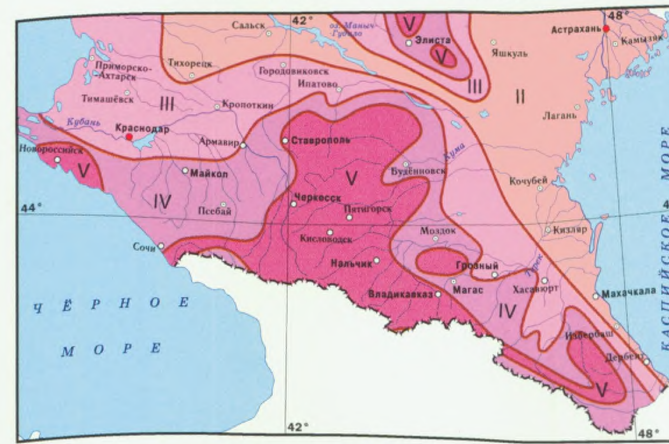 42°
48°
Сальск
оз. Маныч-
Гудило
V
Элиста
V
Астрахань
Камызяк
Яшкуль
Приморско-
Ахтарск
Тихорецк
Городовиковск
Ипатово
III
II
Тимашёвск
III
Кропоткин
Лагань
Кубань
Краснодар
Армавир
Ставрополь
Новороссийск
V
Майкоп
V
Будённовск
Кума
Кочубей
IV
Псебай
Черкесск
Пятигорск
44°
44
Сочи
Кисловодск
Моздок
Кизляр
Нальчик
Грозный
Терек
Владикавказ
Магас
Хасавюрт
Махачкала
IV
ЧЁРНОЕ
МОРЕ
КАСПИЙСКОЕ МОРЕ
Избербаш
Дербент
V
42°
48°